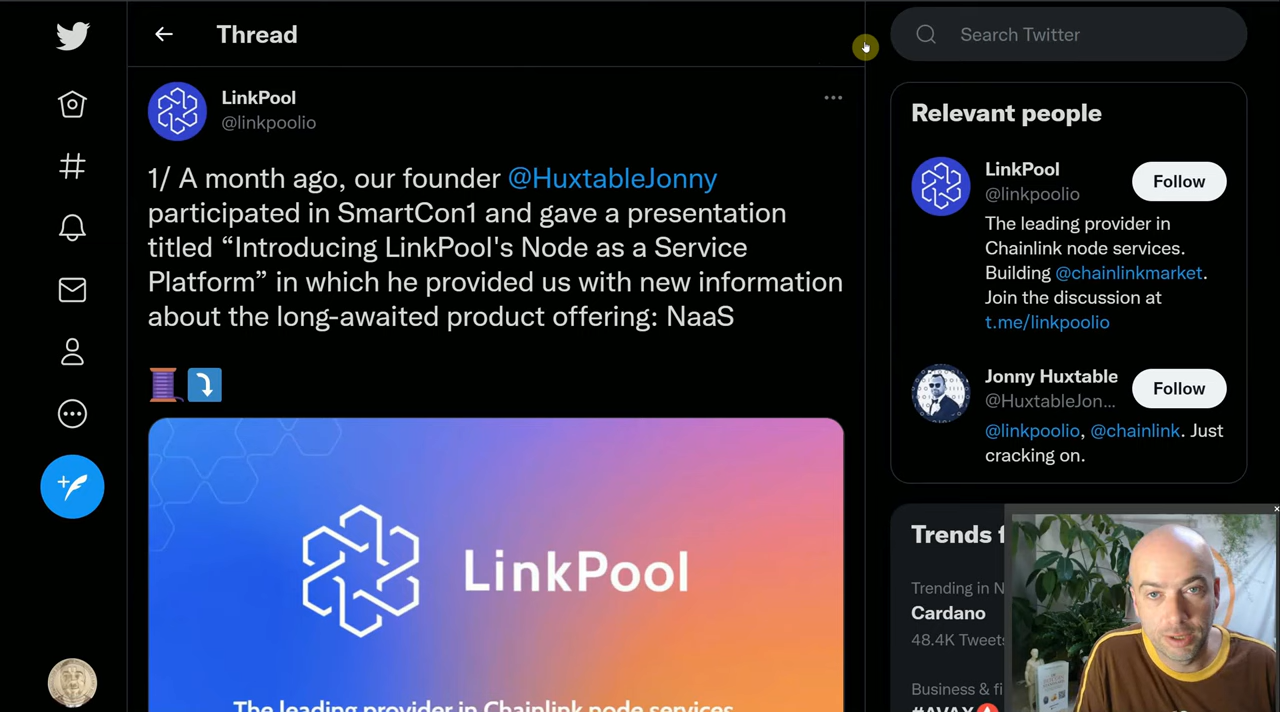 Thread
Search Twitter
LinkPool
@linkpoolio
1/ A month ago, our founder @HuxtableJonny
participated in SmartCon1 and gave a presentation
titled “Introducing LinkPool's Node as a Service
Platform” in which he provided us with new information
about the long-awaited product offering: NaaS
LinkPool
The leading provider in Chainlink node services
Relevant people
LinkPool
@linkpoolio
Follow
The leading provider in
Chainlink node services.
Building @chainlinkmarket.
Join the discussion at
t.me/linkpoolio
Jonny Huxtable
@HuxtableJon...
Follow
@linkpoolio, @chainlink. Just
cracking on.
Trends f
Trending in N
Cardano
48.4K Tweets
Business & fi
#AVAX